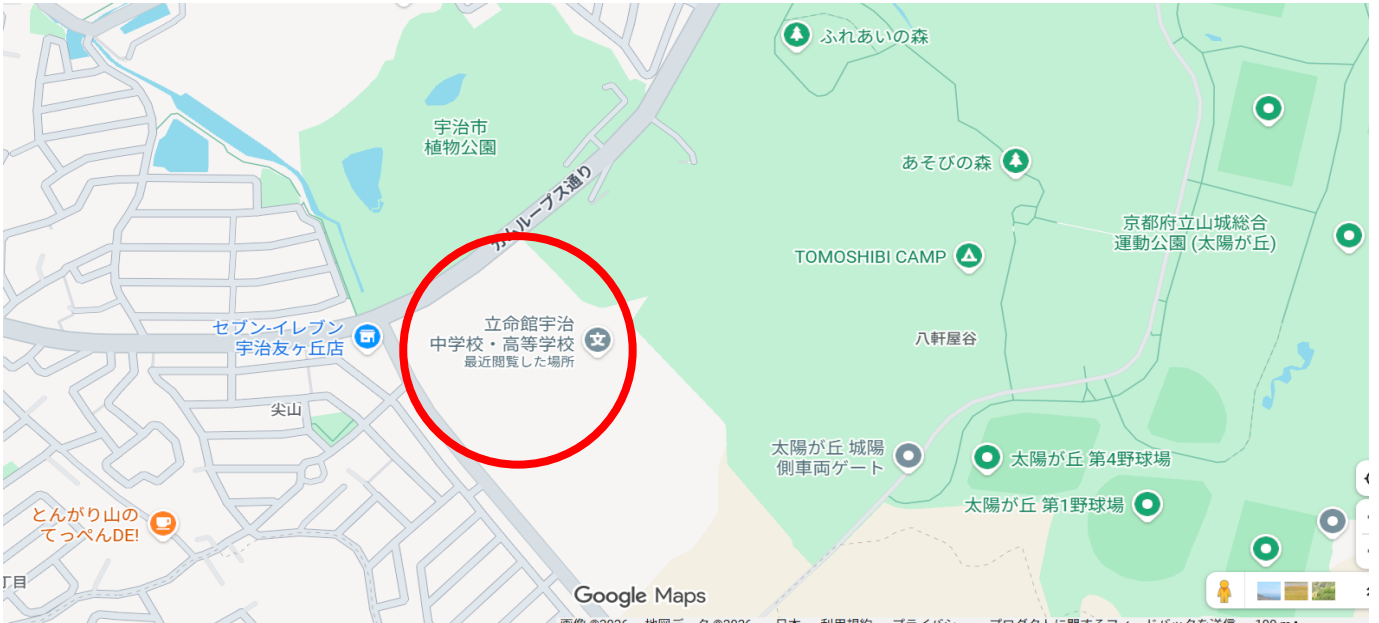 ふれあいの森
宇治市
植物公園
あそびの森
カムループス通り
京都府立山城総合
運動公園 (太陽が丘)
TOMOSHIBI CAMP
セブン-イレブン
宇治友ヶ丘店
立命館宇治
中学校・高等学校
最近閲覧した場所
八軒屋谷
尖山
太陽が丘 城陽
側車両ゲート
太陽が丘 第4野球場
太陽が丘 第1野球場
とんがり山の
てっぺんDE!
丁目
Google Maps